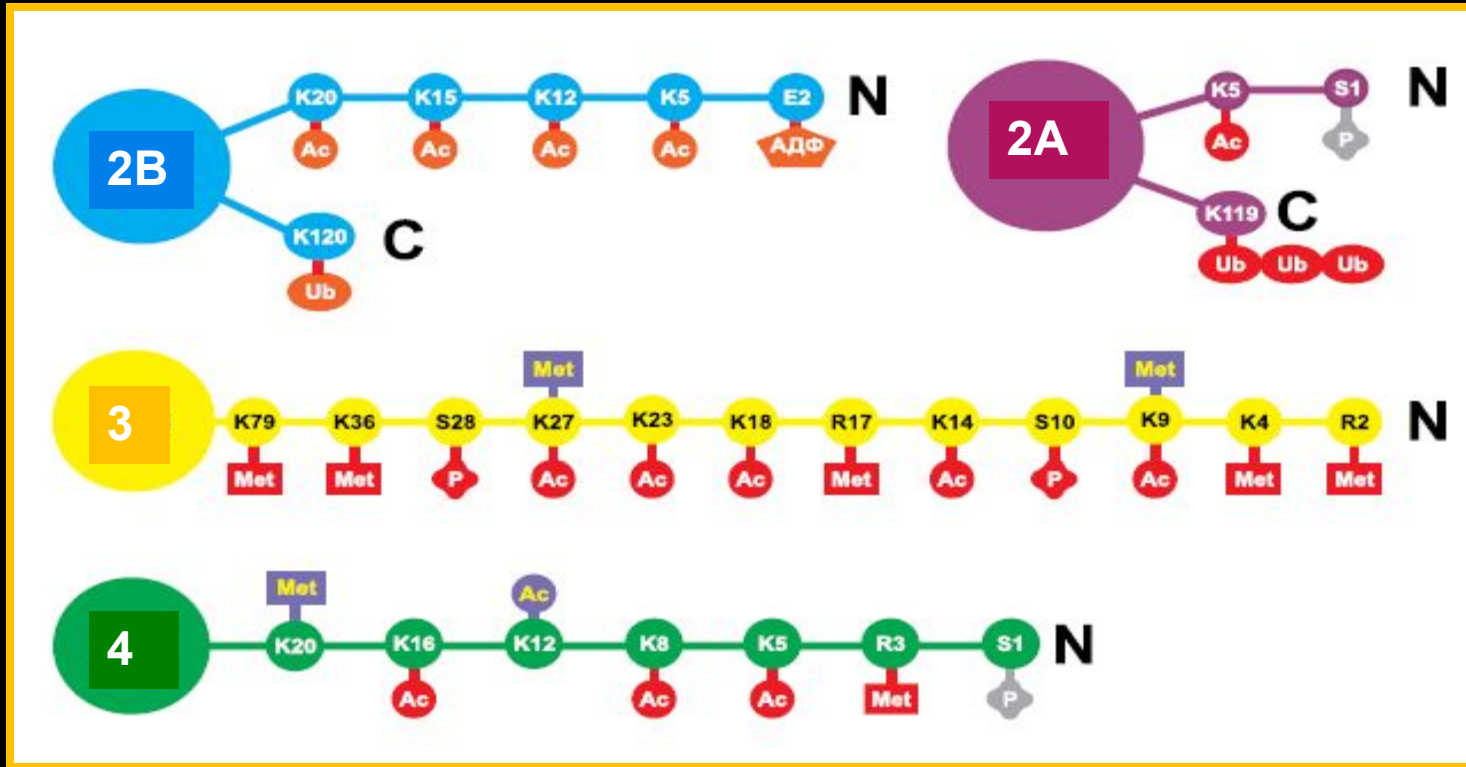 K20 K15 K12 K5 E2 N
Ac Ac Ac Ac АДФ
2B
K120 C
Ub
K5 S1 N
Ac P
2A
K119 C
Ub Ub Ub
Met Met
3 K79 K36 S28 K27 K23 K18 R17 K14 S10 K9 K4 R2 N
Met Met P Ac Ac Ac Met Ac P Ac Met Met
Met Ac
4 K20 K16 K12 K8 K5 R3 S1 N
Ac Ac Ac Met P